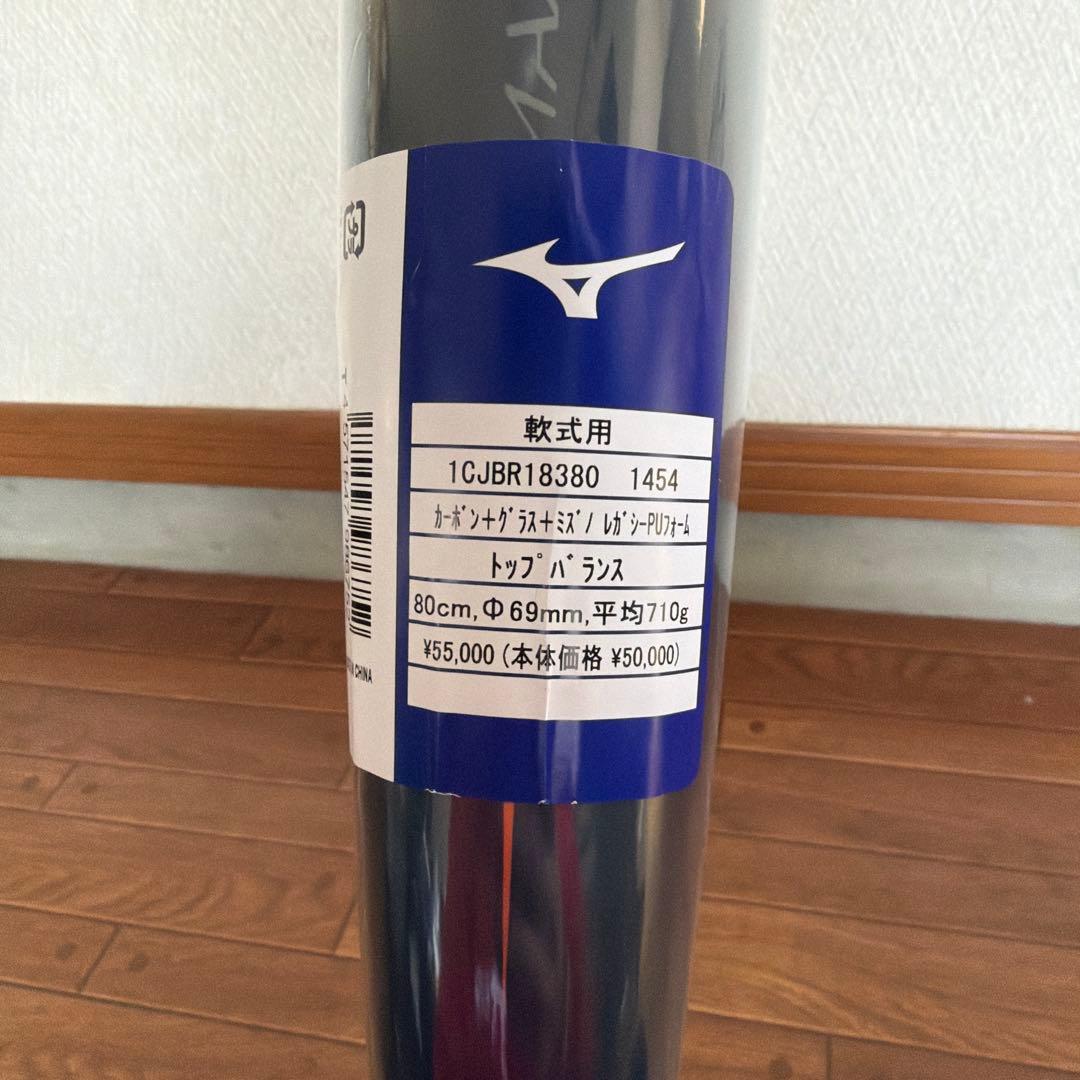 軟式用
1CJBR18380 1454
カーボン+グラス+ミズノ レガシーPUフォーム
トップバランス
80cm,Φ69mm,平均710g
¥55,000 (本体価格 ¥50,000)
CHINA